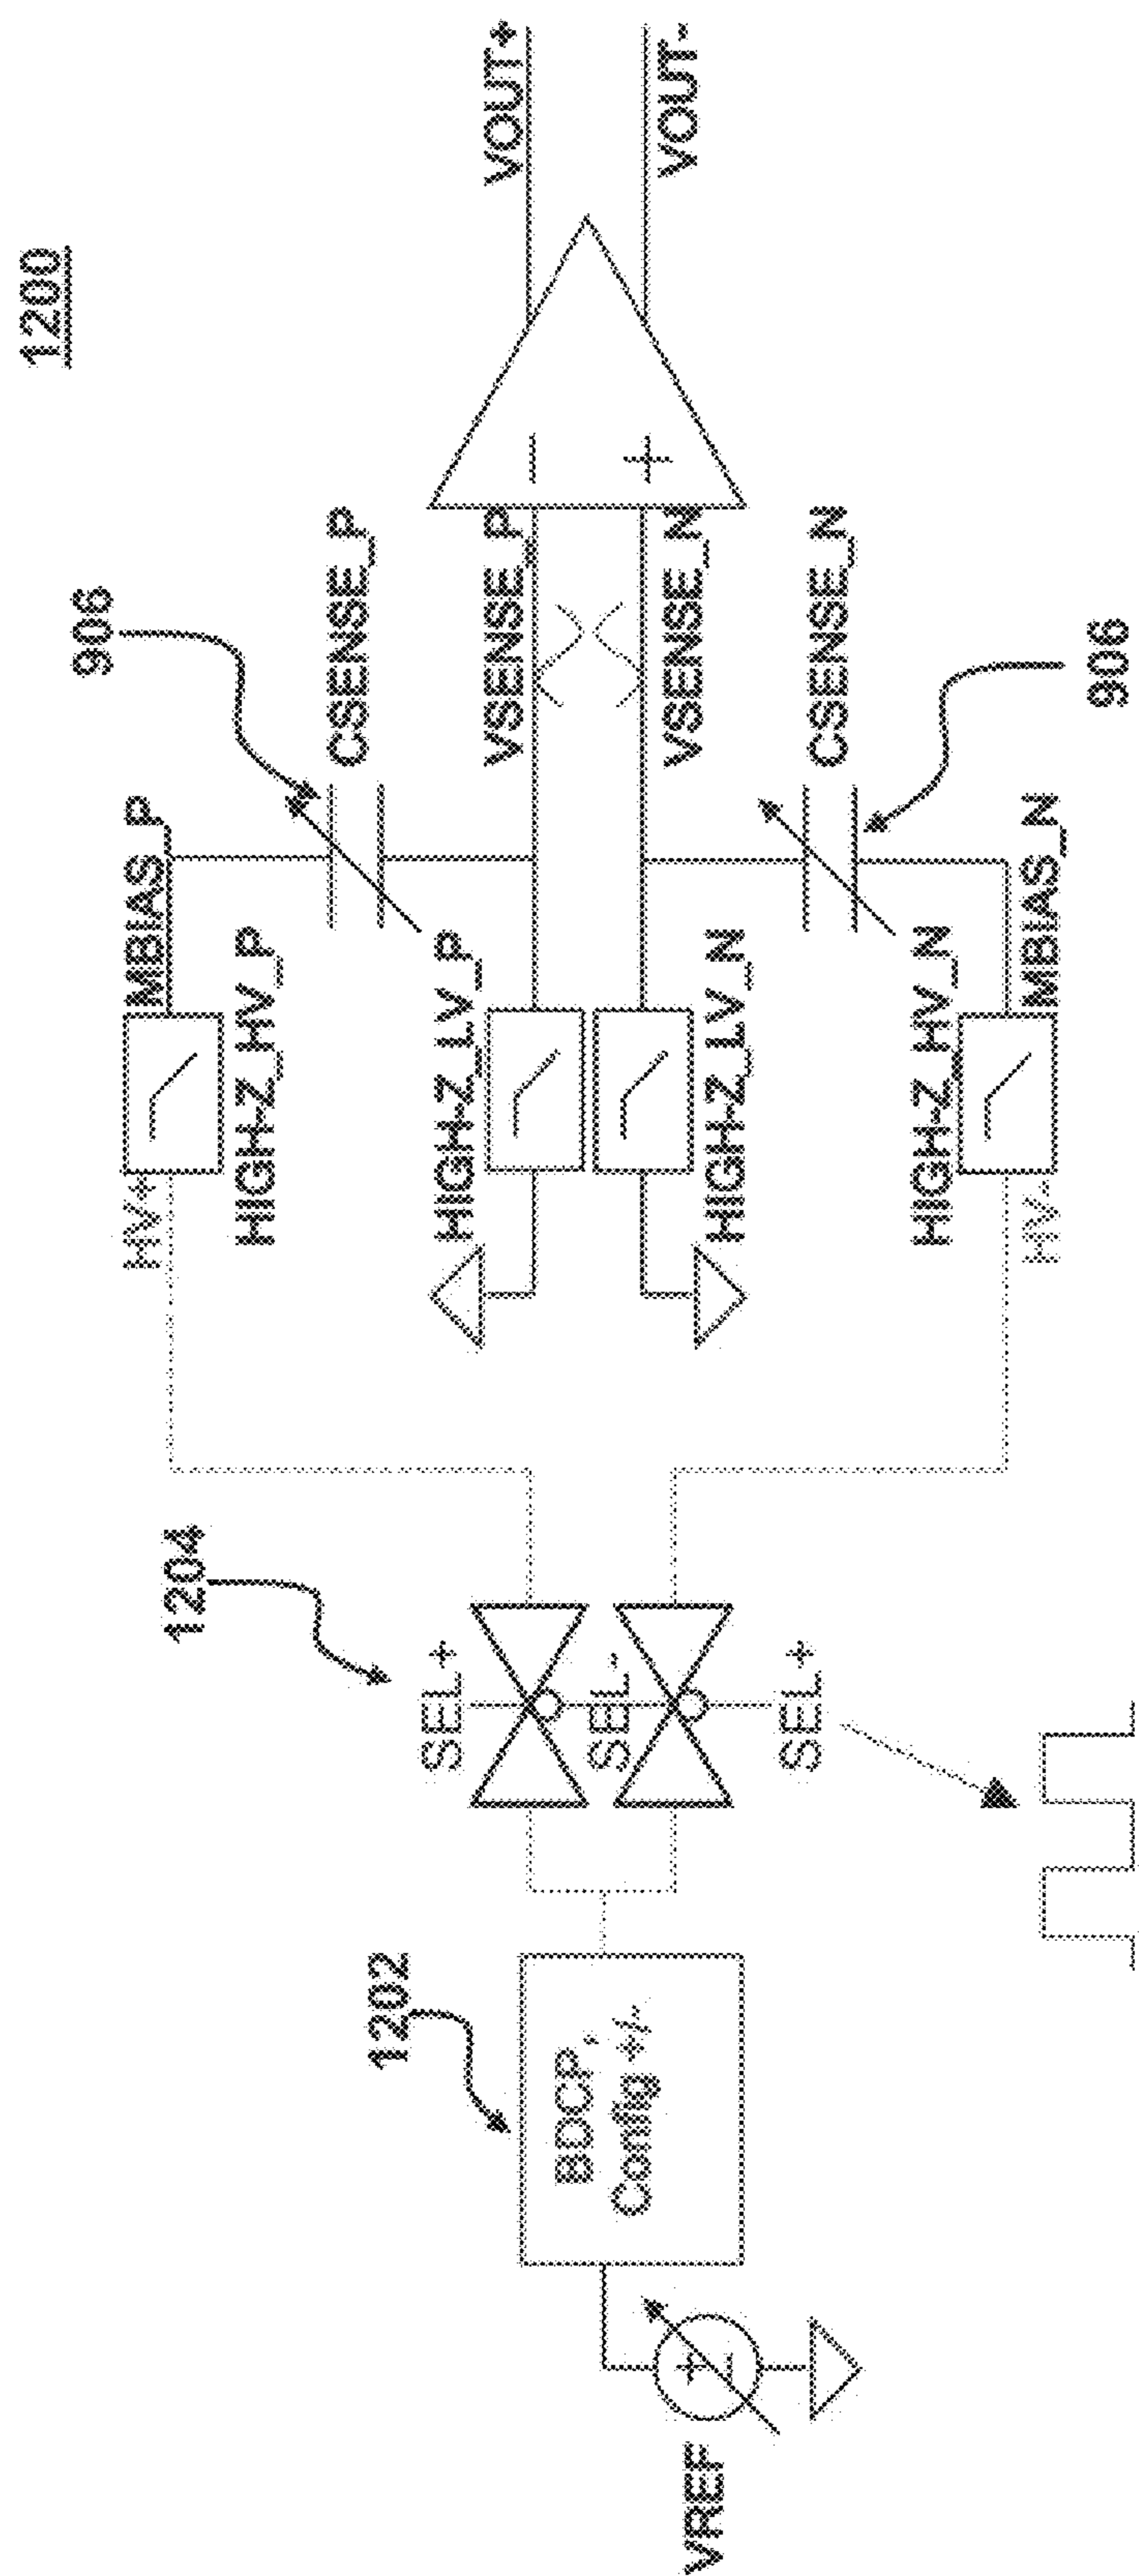 1200
VOUT+
VOUT-
906
CSENSE_P
VSENSE_P
VSENSE_N
CSENSE_N
906
MBIAS_P
HIGH-Z_HV_P
HV+
HIGH-Z_LV_P
HIGH-Z_LV_N
HIGH-Z_HV_N
MBIAS_N
HV-
1204
SEL+
SEL-
SEL+
1202
BDCP,
Config +/-
VREF